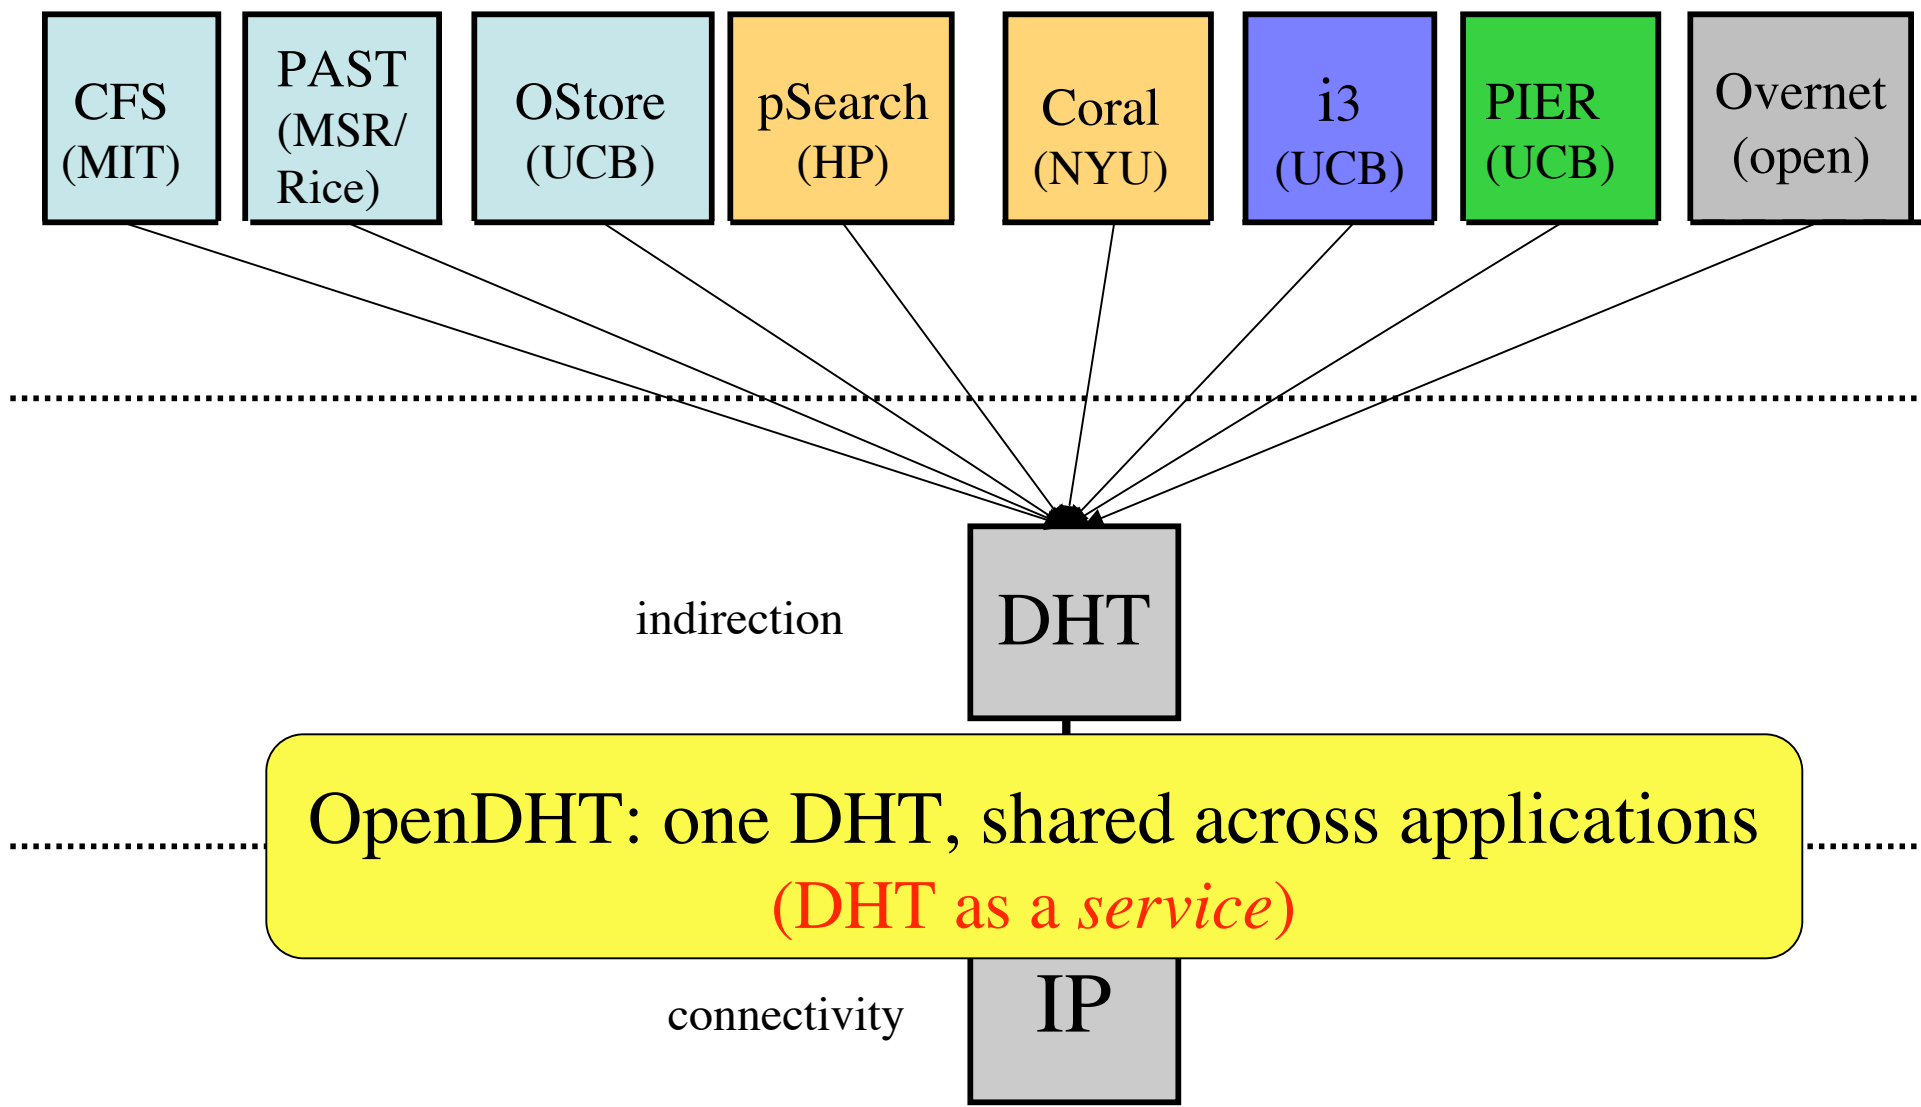 CFS
(MIT)
PAST
(MSR/
Rice)
OStore
(UCB)
pSearch
(HP)
Coral
(NYU)
i3
(UCB)
PIER
(UCB)
Overnet
(open)
indirection
DHT
OpenDHT: one DHT, shared across applications
(DHT as a service)
connectivity
IP